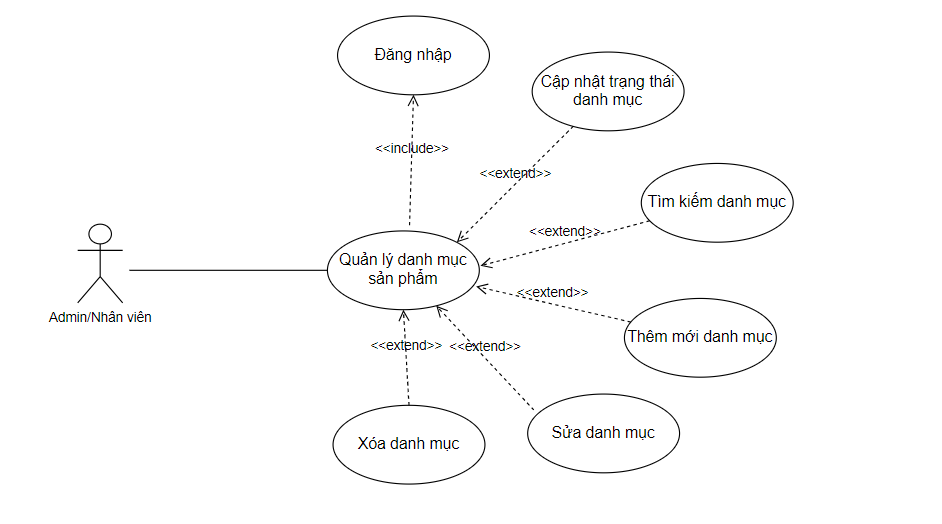 Đăng nhập
Cập nhật trạng thái
danh mục
<<include>>
<<extend>>
Tìm kiếm danh mục
<<extend>>
Quản lý danh mục
sản phẩm
<<extend>>
Admin/Nhân viên
Thêm mới danh mục
<<extend>>
<<extend>>
Xóa danh mục
Sửa danh mục